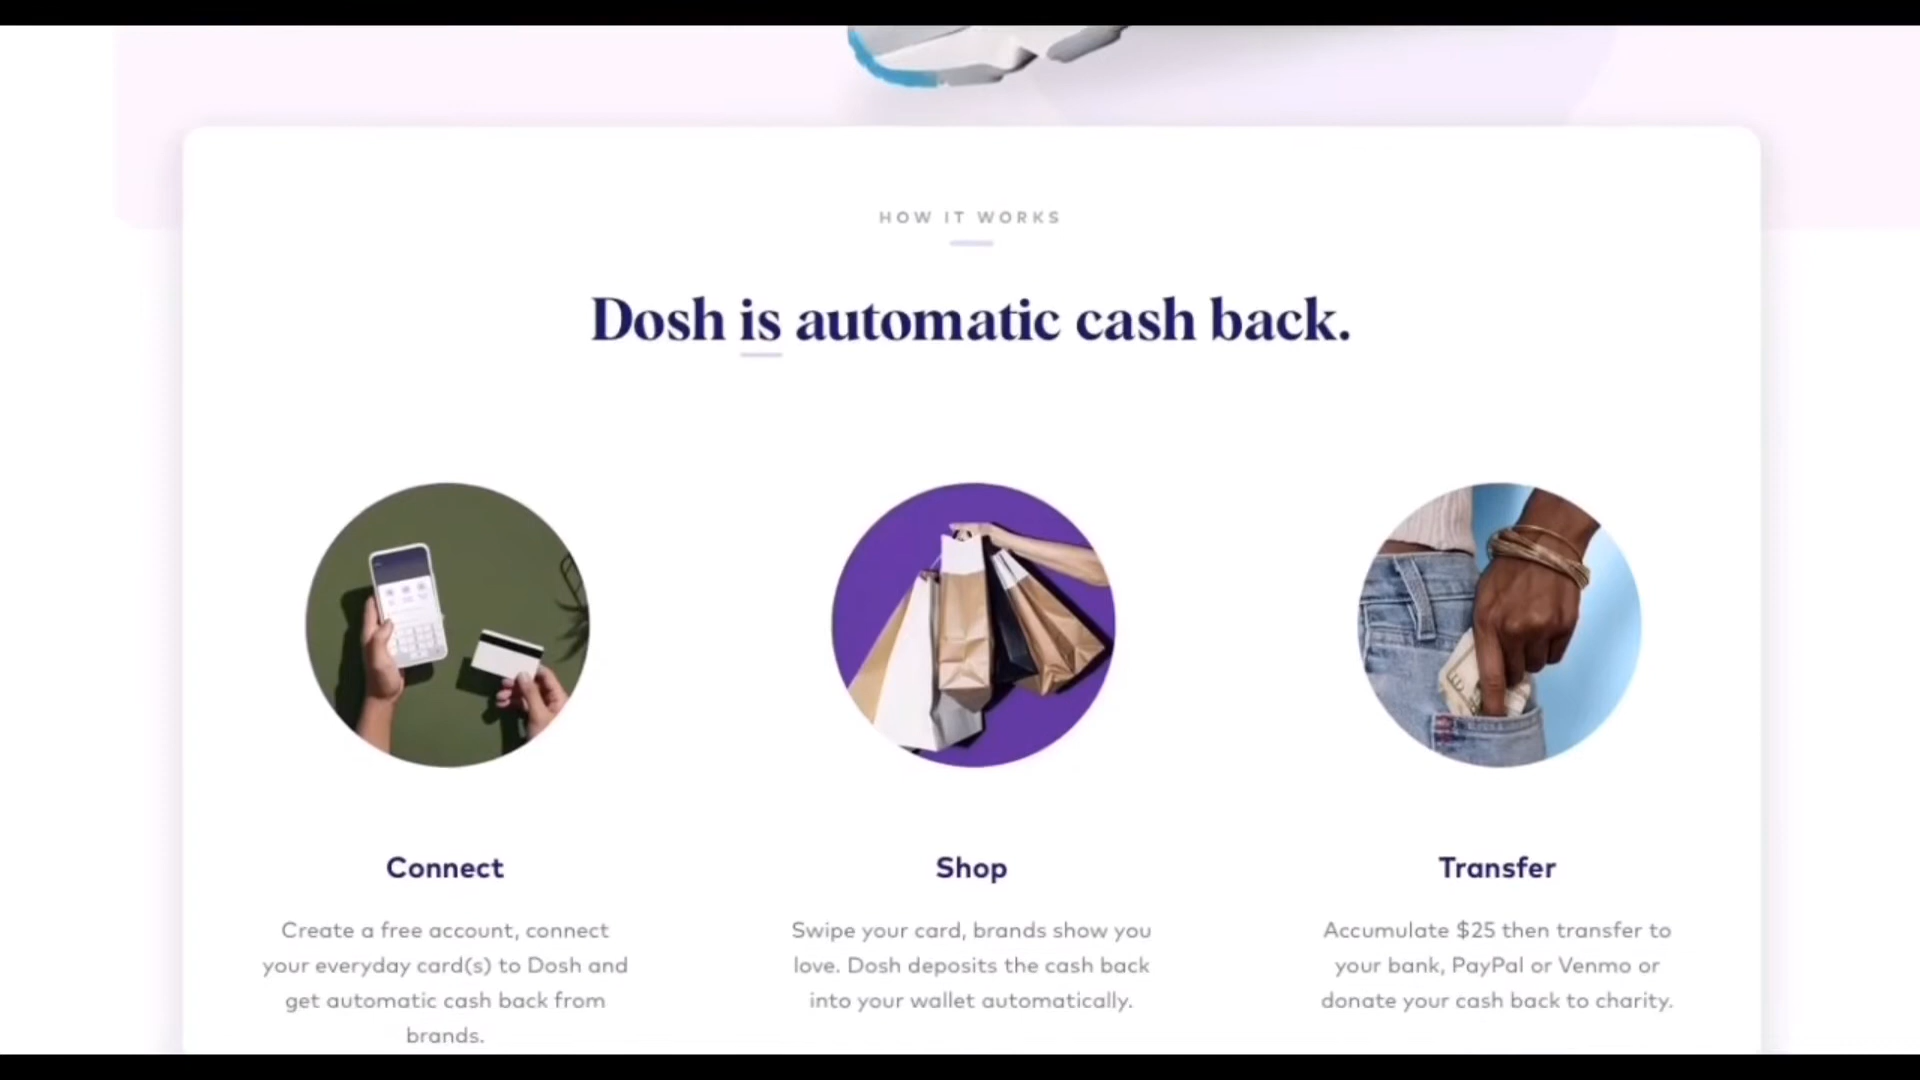 HOW IT WORKS
Dosh is automatic cash back.
Connect
Create a free account, connect
your everyday card(s) to Dosh and
get automatic cash back from
brands.
Shop
Swipe your card, brands show you
love. Dosh deposits the cash back
into your wallet automatically.
Transfer
Accumulate $25 then transfer to
your bank, PayPal or Venmo or
donate your cash back to charity.